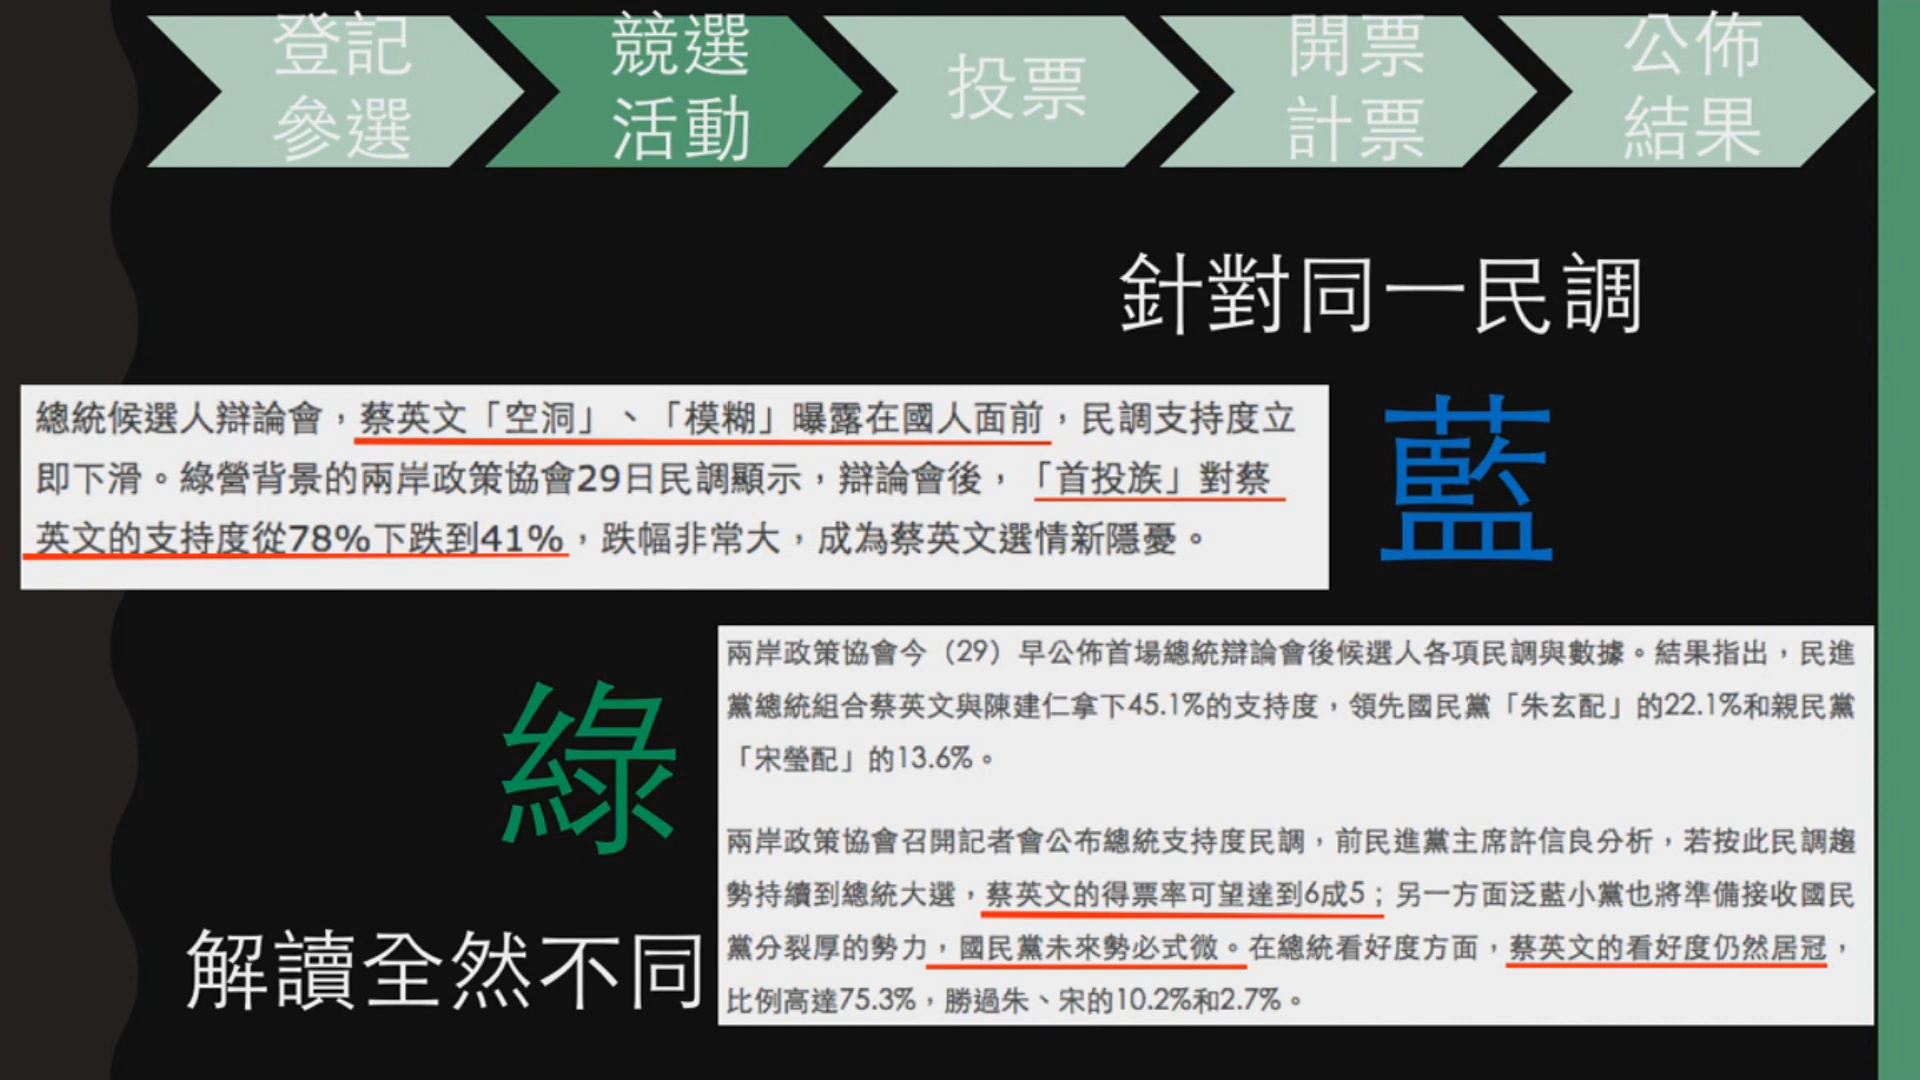 登記
參選
競選
活動
投票
開票
計票
公佈
結果
針對同一民調
總統候選人辯論會，蔡英文「空洞」、「模糊」曝露在國人面前，民調支持度立
即下滑。綠營背景的兩岸政策協會29日民調顯示，辯論會後，「首投族」對蔡
英文的支持度從78%下跌到41%，跌幅非常大，成為蔡英文選情新隱憂。
藍
綠
兩岸政策協會今（29）早公佈首場總統辯論會後候選人各項民調與數據。結果指出，民進
黨總統組合蔡英文與陳建仁拿下45.1%的支持度，領先國民黨「朱玄配」的22.1%和親民黨
「宋瑩配」的13.6%。
兩岸政策協會召開記者會公布總統支持度民調，前民進黨主席許信良分析，若按此民調趨
勢持續到總統大選，蔡英文的得票率可望達到6成5；另一方面泛藍小黨也將準備接收國民
黨分裂厚的勢力，國民黨未來勢必式微。在總統看好度方面，蔡英文的看好度仍然居冠，
比例高達75.3%，勝過朱、宋的10.2%和2.7%。
解讀全然不同